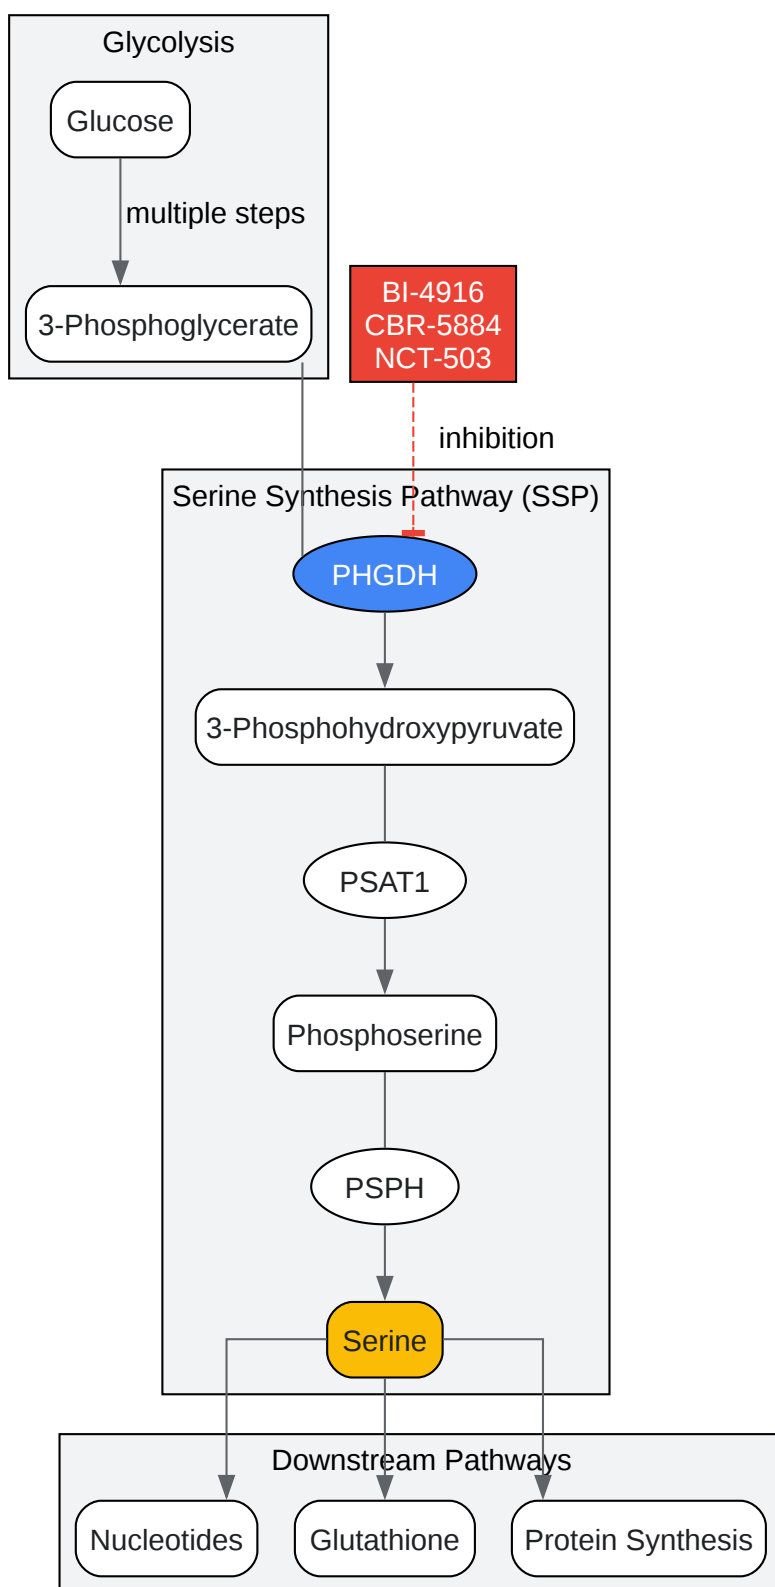 Glycolysis
Glucose
multiple steps
3-Phosphoglycerate
BI-4916
CBR-5884
NCT-503
inhibition
Serine Synthesis Pathway (SSP)
PHGDH
3-Phosphohydroxypyruvate
PSAT1
Phosphoserine
PSPH
Serine
Downstream Pathways
Nucleotides
Glutathione
Protein Synthesis